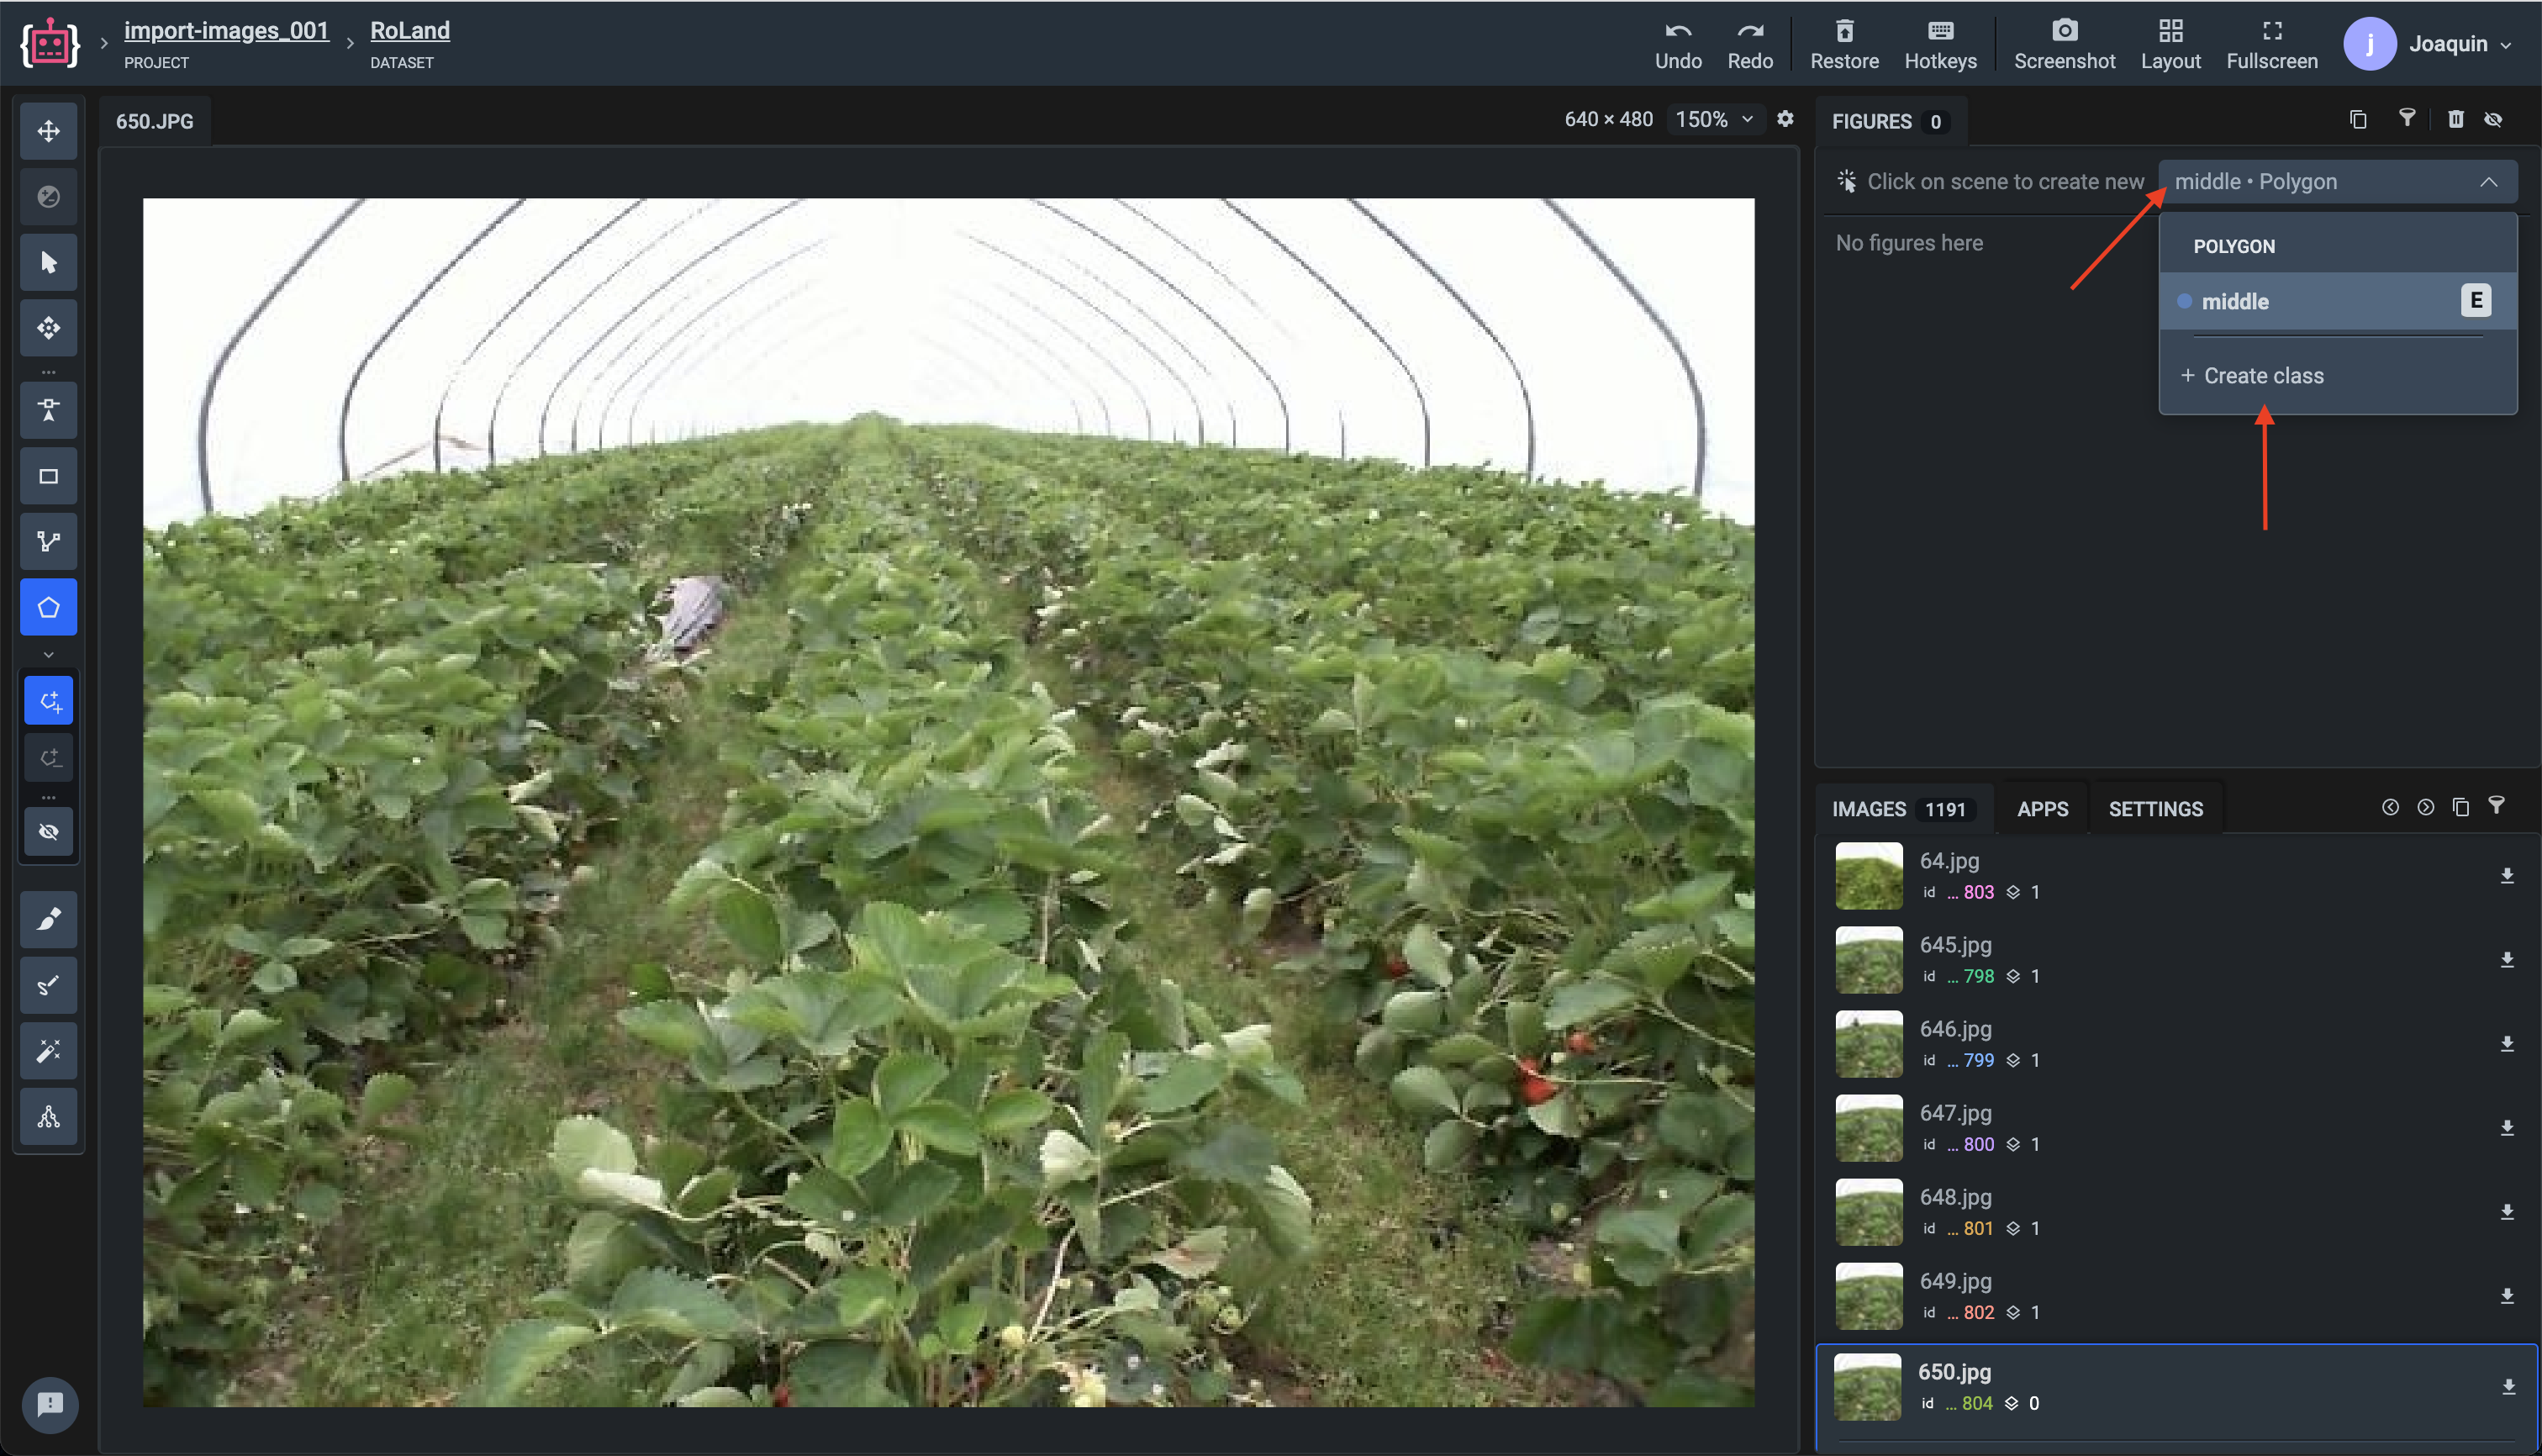 import-images_001
PROJECT
RoLand
DATASET
Undo
Redo
Restore
Hotkeys
Screenshot
Layout
Fullscreen
j
Joaquin
650.JPG
640 × 480
150%
FIGURES 0
Click on scene to create new
middle • Polygon
No figures here
POLYGON
middle E
+ Create class
IMAGES 1191
APPS
SETTINGS
64.jpg
id ... 803 1
645.jpg
id ... 798 1
646.jpg
id ... 799 1
647.jpg
id ... 800 1
648.jpg
id ... 801 1
649.jpg
id ... 802 1
650.jpg
id ... 804 0